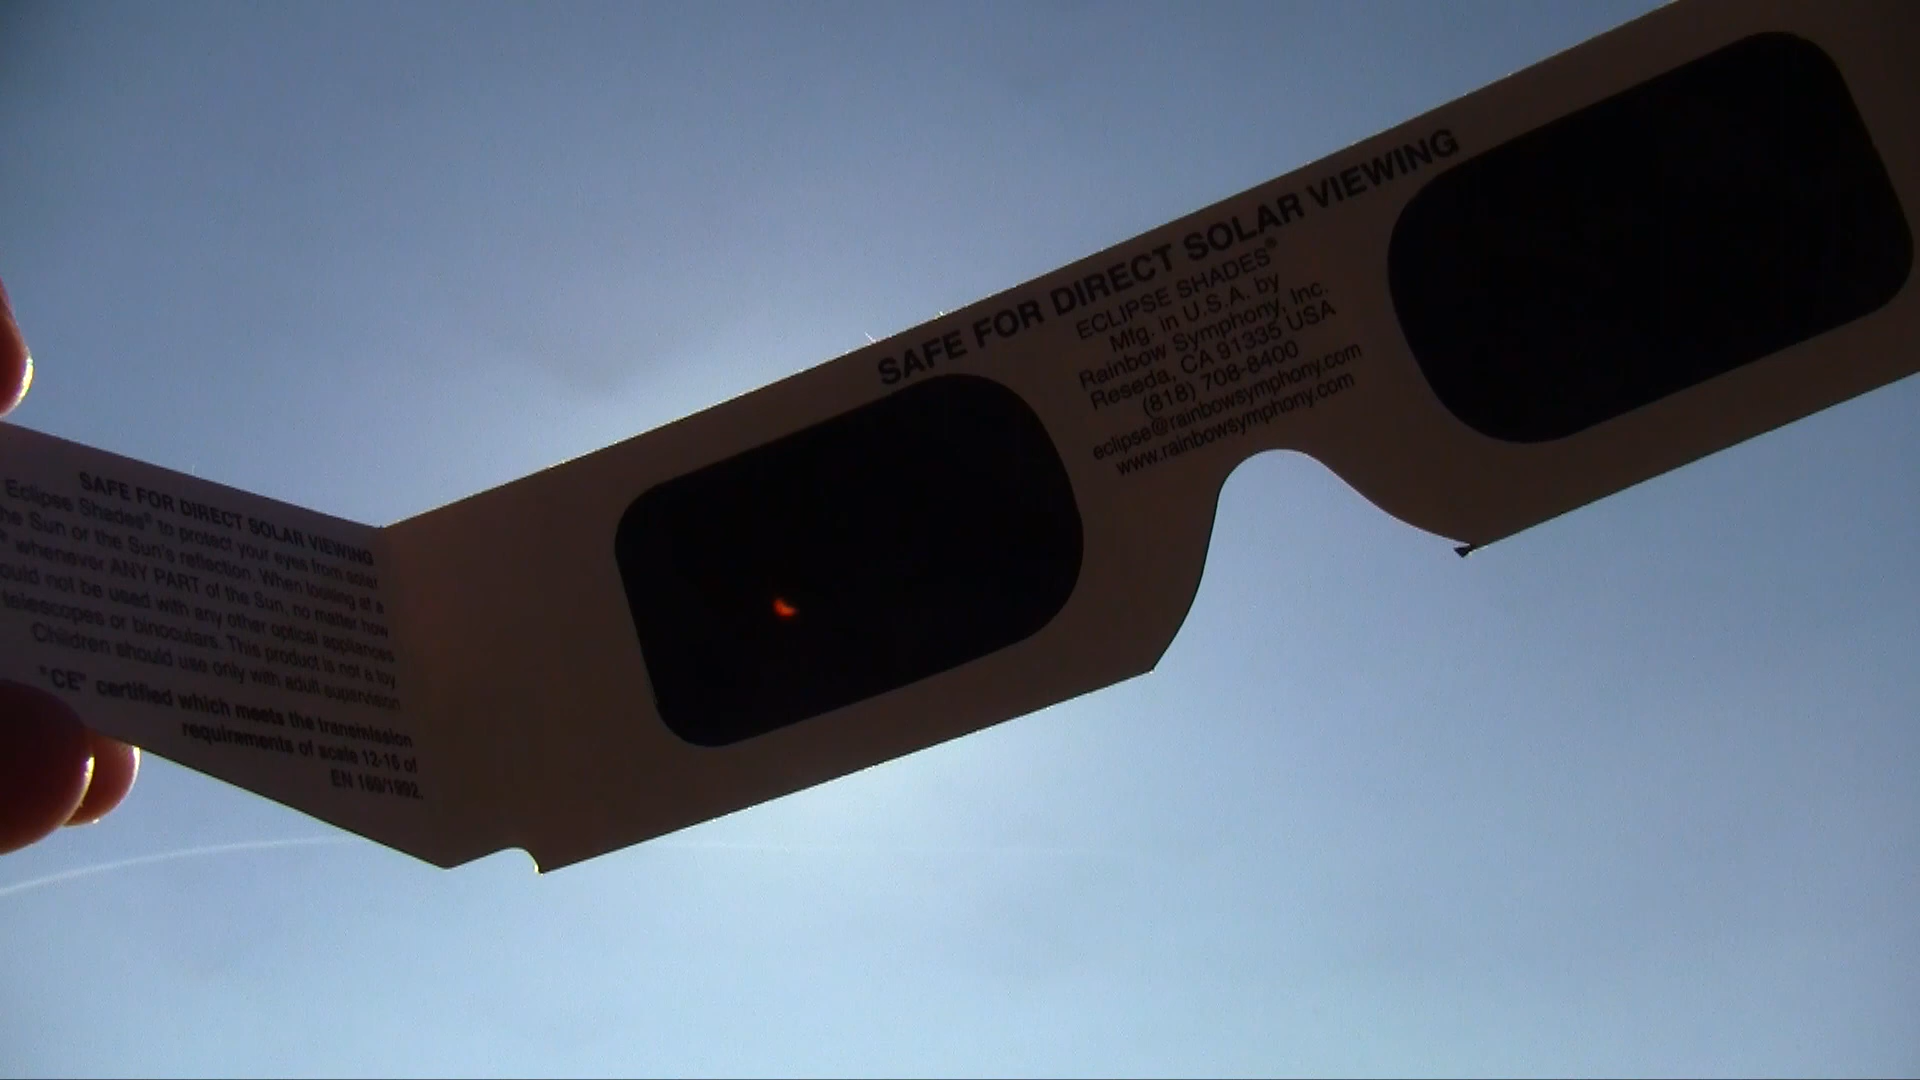 SAFE FOR DIRECT SOLAR VIEWING
Eclipse Shades® to protect your eyes from solar
the Sun or the Sun's reflection. When looking at a
whenever ANY PART of the Sun, no matter how
ould not be used with any other optical appliances
telescopes or binoculars. This product is not a toy
Children should use only with adult supervision
"CE" certified which meets the transmission
requirements of scale 12-16 of
EN 169/1992.
SAFE FOR DIRECT SOLAR VIEWING
ECLIPSE SHADES®
Mfg. in U.S.A. by
Rainbow Symphony, Inc.
Reseda, CA 91335 USA
(818) 708-8400
eclipse@rainbowsymphony.com
www.rainbowsymphony.com